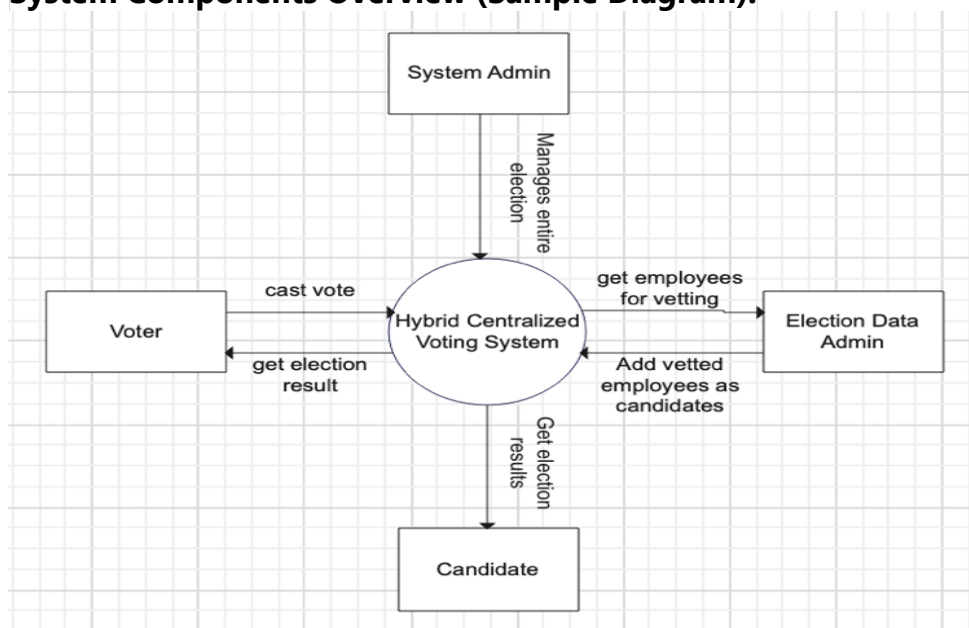 System Components Overview (Sample Diagram):
System Admin
Manages entire
election
cast vote
get employees
for vetting
Voter
Hybrid Centralized
Voting System
Election Data
Admin
get election
result
Add vetted
employees as
candidates
Get election
results
Candidate